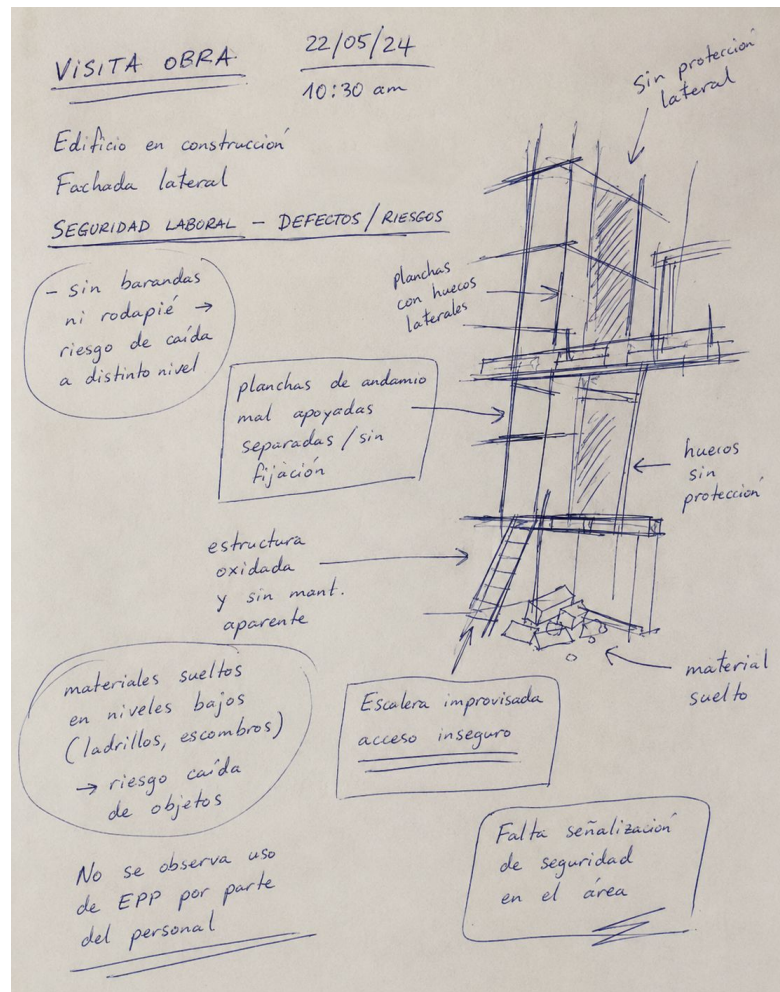 VISITA OBRA
22/05/24
10:30 am
Edificio en construcción
Fachada lateral
SEGURIDAD LABORAL - DEFECTOS/RIESGOS
- sin barandas
ni rodapié →
riesgo de caída
a distinto nivel
sin protección
lateral
planchas
con huecos
laterales
planchas de andamio
mal apoyadas
separadas / sin
fijación
huecos
sin
protección
estructura
oxidada
y sin mant.
aparente
materiales sueltos
en niveles bajos
(ladrillos, escombros)
→ riesgo caída
de objetos
Escalera improvisada
acceso inseguro
material
suelto
No se observa uso
de EPP por parte
del personal
Falta señalización
de seguridad
en el área